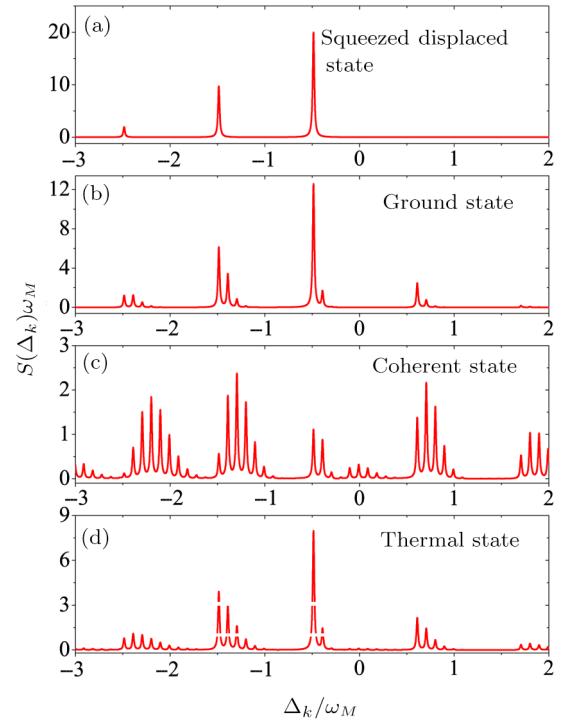 (a)
Squeezed displaced
state
20
10
0
−3 −2 −1 0 1 2
(b)
Ground state
12
8
4
0
−3 −2 −1 0 1 2
S(Δₖ)ω_M
(c)
Coherent state
3
2
1
0
−3 −2 −1 0 1 2
(d)
Thermal state
9
6
3
0
−3 −2 −1 0 1 2
Δₖ/ω_M